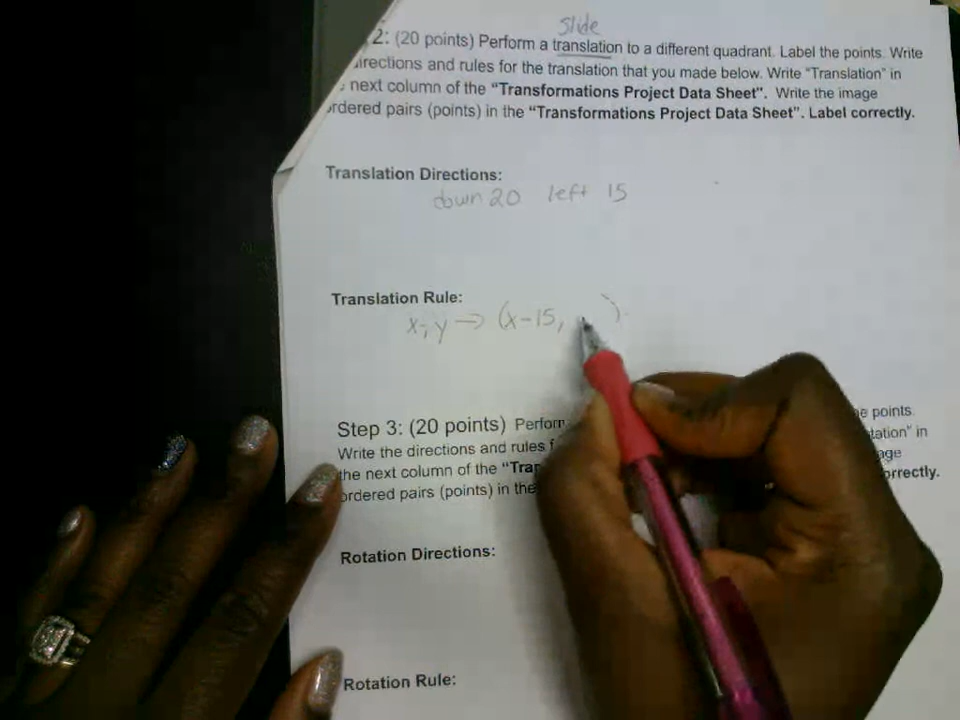 Slide
2: (20 points) Perform a translation to a different quadrant. Label the points. Write
directions and rules for the translation that you made below. Write "Translation" in
next column of the "Transformations Project Data Sheet". Write the image
ordered pairs (points) in the "Transformations Project Data Sheet". Label correctly.
Translation Directions:
down 20 left 15
Translation Rule:
x, y → (x-15, )
Step 3: (20 points) Perform e points.
Write the directions and rules f tation" in
the next column of the "Tran age
ordered pairs (points) in the orrectly.
Rotation Directions:
Rotation Rule: